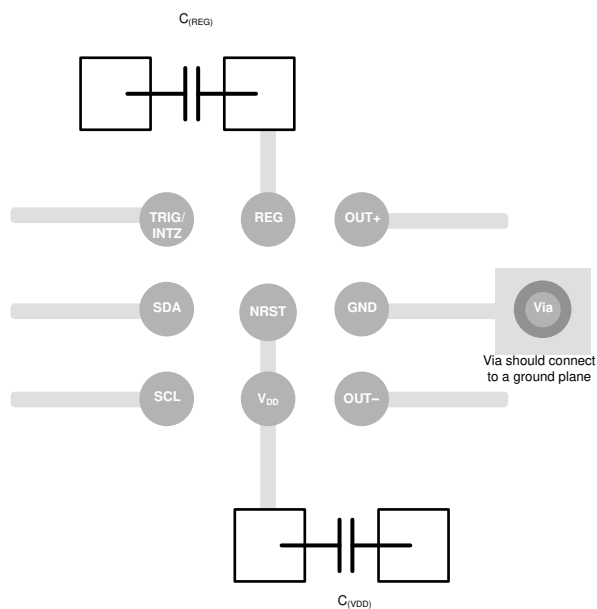 C(REG)
TRIG/
INTZ
REG
OUT+
SDA
NRST
GND
Via
Via should connect
to a ground plane
SCL
VDD
OUT−
C(VDD)